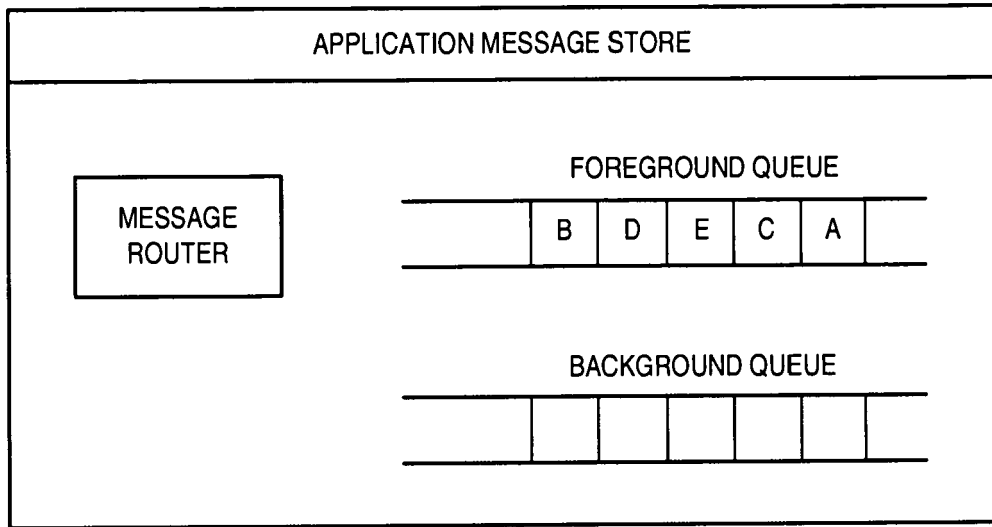 APPLICATION MESSAGE STORE
MESSAGE
ROUTER
FOREGROUND QUEUE
B D E C A
BACKGROUND QUEUE